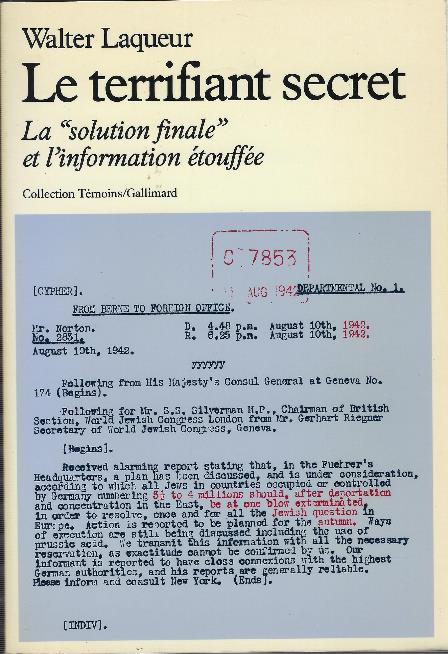 Walter Laqueur
Le terrifiant secret
La “solution finale”
et l’information étouffée
Collection Témoins/Gallimard
C 7853
AUG 1942
[CYPHER]. DEPARTMENTAL No. 1.
FROM BERNE TO FOREIGN OFFICE.
Mr. Norton. D. 4.48 p.m. August 10th, 1942.
No. 2831. R. 6.25 p.m. August 10th, 1942.
August 10th, 1942.
yyyyyy
Following from His Majesty's Consul General at Geneva No.
174 (Begins).
Following for Mr. S.S. Silverman M.P., Chairman of British
Section, World Jewish Congress London from Mr. Gerhart Riegner
Secretary of World Jewish Congress, Geneva.
[Begins].
Received alarming report stating that, in the Fuehrer's
Headquarters, a plan has been discussed, and is under consideration,
according to which all Jews in countries occupied or controlled
by Germany numbering 3½ to 4 millions should, after deportation
and concentration in the East, be at one blow exterminated,
in order to resolve, once and for all the Jewish question in
Europe. Action is reported to be planned for the autumn. Ways
of execution are still being discussed including the use of
prussic acid. We transmit this information with all the necessary
reservation, as exactitude cannot be confirmed by us. Our
informant is reported to have close connexions with the highest
German authorities, and his reports are generally reliable.
Please inform and consult New York. (Ends).
[INDIV].